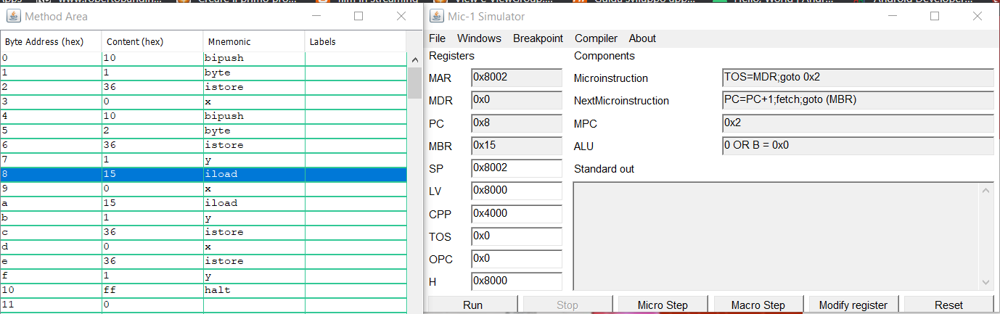 Method Area
Byte Address (hex) Content (hex) Mnemonic Labels
0 10 bipush
1 1 byte
2 36 istore
3 0 x
4 10 bipush
5 2 byte
6 36 istore
7 1 y
8 15 iload
9 0 x
a 15 iload
b 1 y
c 36 istore
d 0 x
e 36 istore
f 1 y
10 ff halt
11 0
Mic-1 Simulator
File Windows Breakpoint Compiler About
Registers Components
MAR 0x8002 Microinstruction TOS=MDR;goto 0x2
MDR 0x0 NextMicroinstruction PC=PC+1;fetch;goto (MBR)
PC 0x8 MPC 0x2
MBR 0x15 ALU 0 OR B = 0x0
SP 0x8002 Standard out
LV 0x8000
CPP 0x4000
TOS 0x0
OPC 0x0
H 0x8000
Run Stop Micro Step Macro Step Modify register Reset